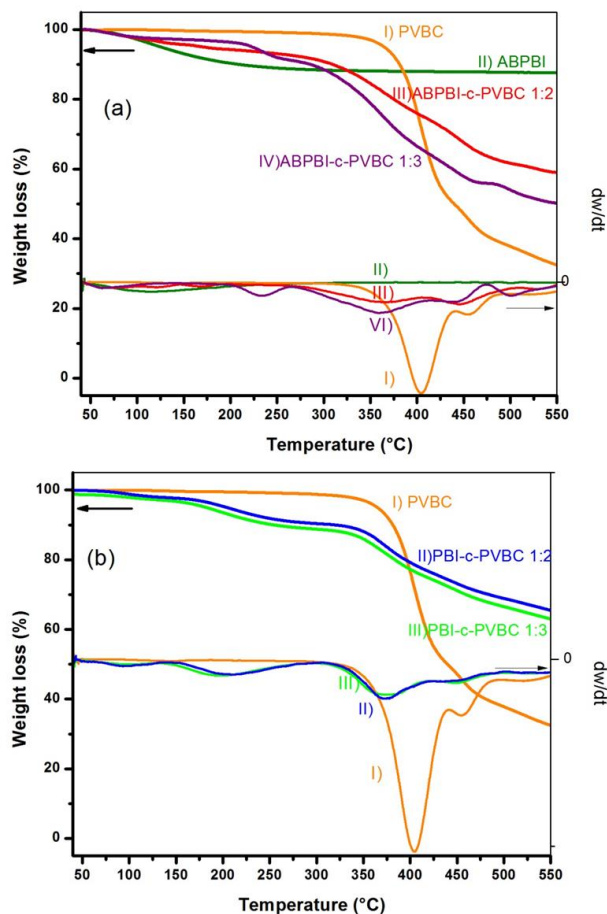 I) PVBC
II) ABPBI
III)ABPBI-c-PVBC 1:2
(a)
IV)ABPBI-c-PVBC 1:3
Weight loss (%)
100
80
60
40
20
0
dw/dt
0
II)
III)
VI)
I)
50 100 150 200 250 300 350 400 450 500 550
Temperature (°C)
I) PVBC
II)PBI-c-PVBC 1:2
(b)
III)PBI-c-PVBC 1:3
Weight loss (%)
100
80
60
40
20
0
dw/dt
0
III)
II)
I)
50 100 150 200 250 300 350 400 450 500 550
Temperature (°C)